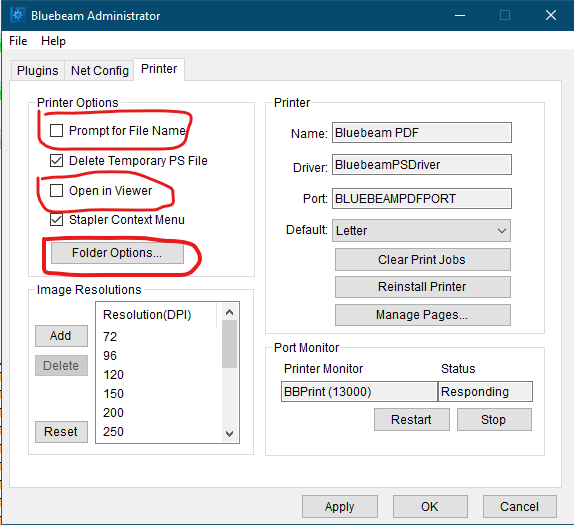 Bluebeam Administrator
File Help
Plugins Net Config Printer
Printer Options
Prompt for File Name
Delete Temporary PS File
Open in Viewer
Stapler Context Menu
Folder Options...
Image Resolutions
Resolution(DPI)
Add
Delete
Reset
72
96
120
150
200
250
Printer
Name: Bluebeam PDF
Driver: BluebeamPSDriver
Port: BLUEBEAMPDFPORT
Default: Letter
Clear Print Jobs
Reinstall Printer
Manage Pages...
Port Monitor
Printer Monitor Status
BBPrint (13000) Responding
Restart Stop
Apply OK Cancel